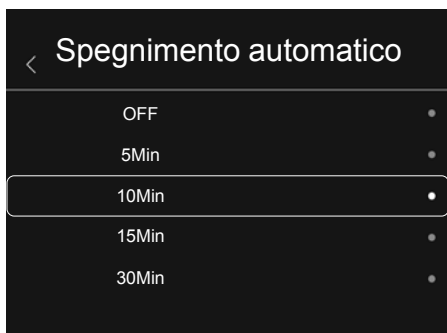 Spegnimento automatico
OFF
5Min
10Min
15Min
30Min